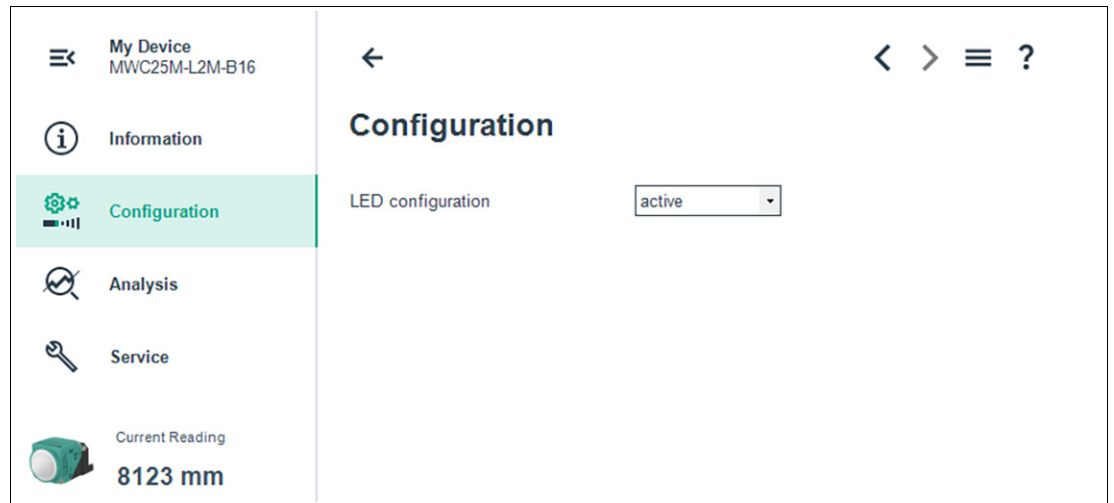 My Device
MWC25M-L2M-B16
Information
Configuration
Analysis
Service
Current Reading
8123 mm
?
Configuration
LED configuration
active